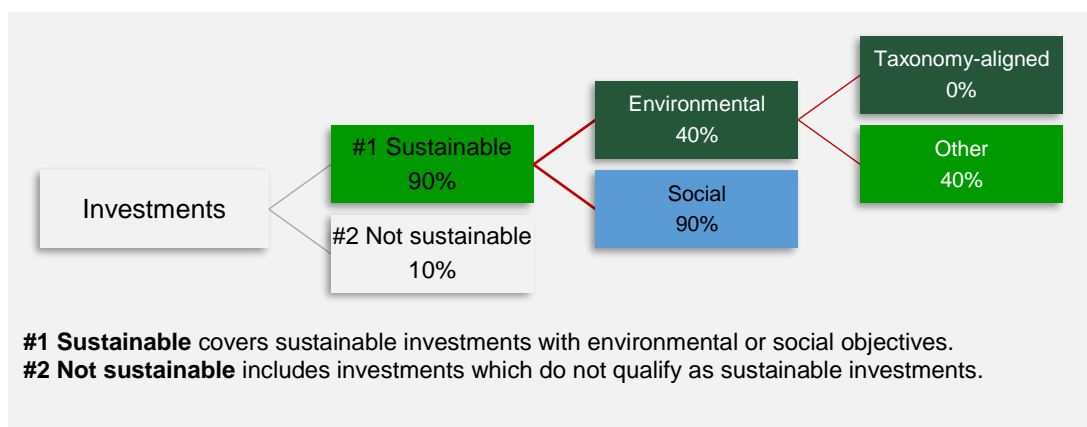 Investments
#1 Sustainable
90%
#2 Not sustainable
10%
Environmental
40%
Social
90%
Taxonomy-aligned
0%
Other
40%
#1 Sustainable covers sustainable investments with environmental or social objectives.
#2 Not sustainable includes investments which do not qualify as sustainable investments.